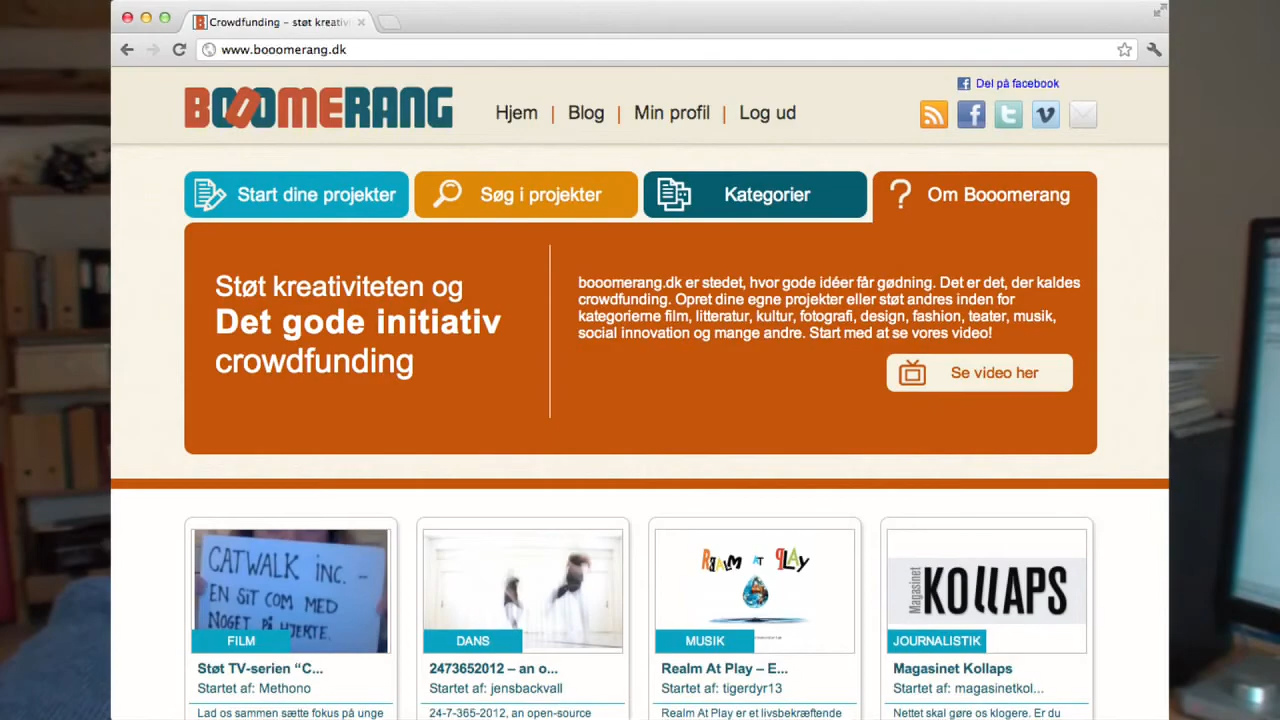 Crowdfunding – støt kreativi
www.booomerang.dk
Del på facebook
BOOOMERANG
Hjem | Blog | Min profil | Log ud
Start dine projekter
Søg i projekter
Kategorier
Om Booomerang
Støt kreativiteten og
Det gode initiativ
crowdfunding
booomerang.dk er stedet, hvor gode idéer får gødning. Det er det, der kaldes
crowdfunding. Opret dine egne projekter eller støt andres inden for
kategorierne film, litteratur, kultur, fotografi, design, fashion, teater, musik,
social innovation og mange andre. Start med at se vores video!
Se video her
CATWALK INC. –
EN SIT COM MED
NOGET PÅ HJERTE.
FILM
Støt TV-serien “C...
Startet af: Methono
Lad os sammen sætte fokus på unge
DANS
2473652012 – an o...
Startet af: jensbackvall
24-7-365-2012, an open-source
REALM AT PLAY
MUSIK
Realm At Play – E...
Startet af: tigerdyr13
Realm At Play er et livsbekræftende
Magasinet
KOLLAPS
JOURNALISTIK
Magasinet Kollaps
Startet af: magasinetkol...
Nettet skal gøre os klogere. Er du